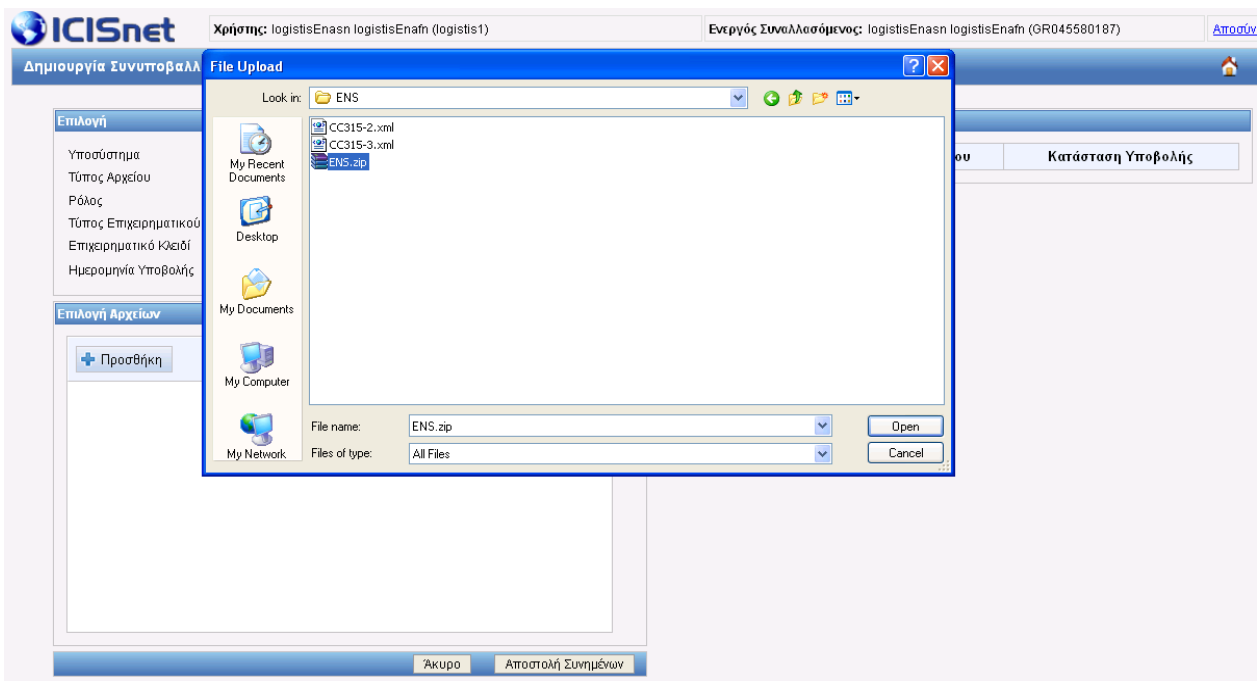 ICISnet
Χρήστης: logistisEnasn logistisEnafn (logistis1)
Ενεργός Συναλλασόμενος: logistisEnasn logistisEnafn (GR045580187)
Αποσύν
Δημιουργία Συνυποβαλλ
File Upload
Look in: ENS
CC315-2.xml
CC315-3.xml
ENS.zip
My Recent
Documents
Desktop
My Documents
My Computer
My Network
File name: ENS.zip Open
Files of type: All Files Cancel
Επιλογή
Υποσύστημα
Τύπος Αρχείου
Ρόλος
Τύπος Επιχειρηματικού
Επιχειρηματικό Κλειδί
Ημερομηνία Υποβολής
ου Κατάσταση Υποβολής
Επιλογή Αρχείων
Προσθήκη
Άκυρο Αποστολή Συνημένων